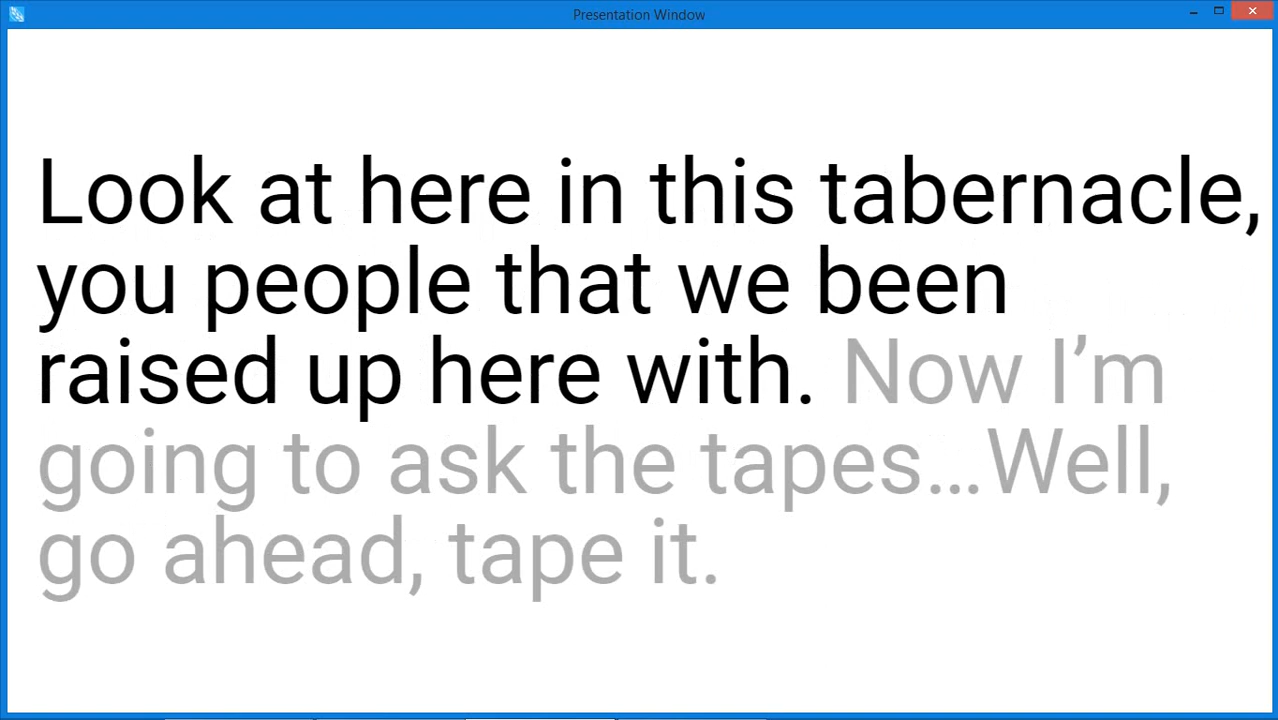 Presentation Window
Look at here in this tabernacle,
you people that we been
raised up here with. Now I’m
going to ask the tapes…Well,
go ahead, tape it.